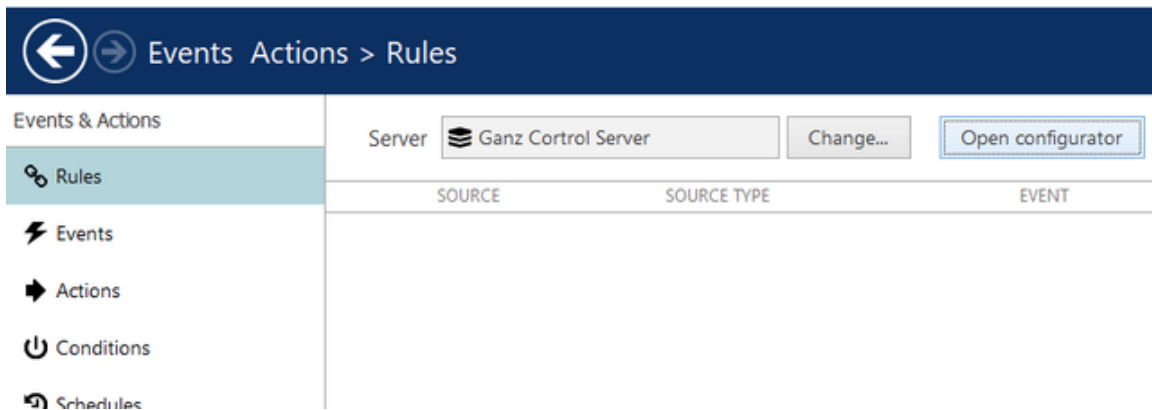 Events Actions > Rules
Events & Actions
Server Ganz Cortrol Server Change... Open configurator
Rules
SOURCE SOURCE TYPE EVENT
Events
Actions
Conditions
Schedules